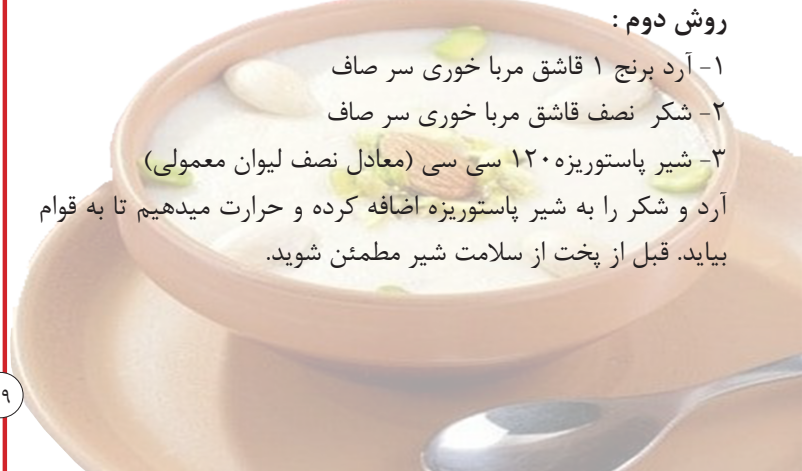 روش دوم :
۱- آرد برنج ۱ قاشق مربا خوری سر صاف
۲- شکر نصف قاشق مربا خوری سر صاف
۳- شیر پاستوریزه۱۲۰ سی سی (معادل نصف لیوان معمولی)
آرد و شکر را به شیر پاستوریزه اضافه کرده و حرارت میدهیم تا به قوام
بیاید. قبل از پخت از سلامت شیر مطمئن شوید.
۹